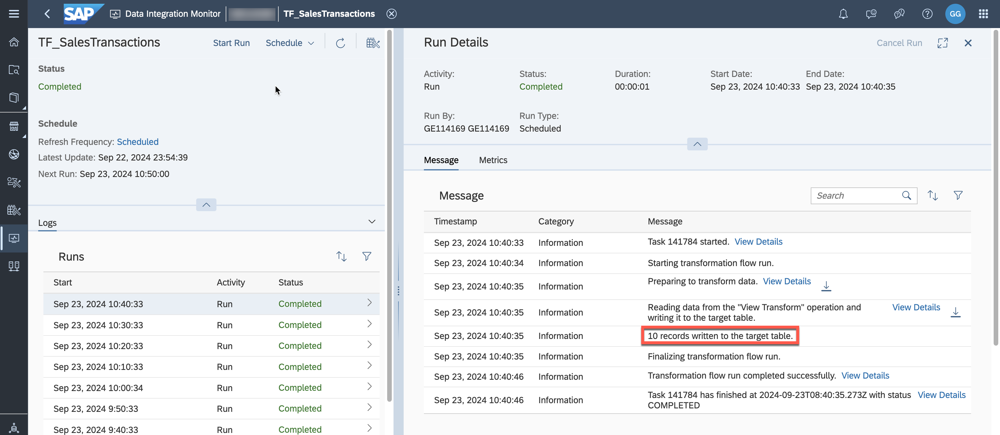 SAP Data Integration Monitor TF_SalesTransactions
GG
TF_SalesTransactions
Start Run
Schedule
Status
Completed
Schedule
Refresh Frequency: Scheduled
Latest Update: Sep 22, 2024 23:54:39
Next Run: Sep 23, 2024 10:50:00
Logs
Runs
Start Activity Status
Sep 23, 2024 10:40:33 Run Completed
Sep 23, 2024 10:30:33 Run Completed
Sep 23, 2024 10:20:33 Run Completed
Sep 23, 2024 10:10:33 Run Completed
Sep 23, 2024 10:00:34 Run Completed
Sep 23, 2024 9:50:33 Run Completed
Sep 23, 2024 9:40:33 Run Completed
Run Details
Cancel Run
Activity: Status: Duration: Start Date: End Date:
Run Completed 00:00:01 Sep 23, 2024 10:40:33 Sep 23, 2024 10:40:35
Run By: Run Type:
GE114169 GE114169 Scheduled
Message Metrics
Message
Search
Timestamp Category Message
Sep 23, 2024 10:40:33 Information Task 141784 started. View Details
Sep 23, 2024 10:40:34 Information Starting transformation flow run.
Sep 23, 2024 10:40:35 Information Preparing to transform data. View Details
Sep 23, 2024 10:40:35 Information Reading data from the "View Transform" operation and View Details
writing it to the target table.
Sep 23, 2024 10:40:35 Information 10 records written to the target table.
Sep 23, 2024 10:40:35 Information Finalizing transformation flow run.
Sep 23, 2024 10:40:46 Information Transformation flow run completed successfully. View Details
Sep 23, 2024 10:40:46 Information Task 141784 has finished at 2024-09-23T08:40:35.273Z with status View Details
COMPLETED